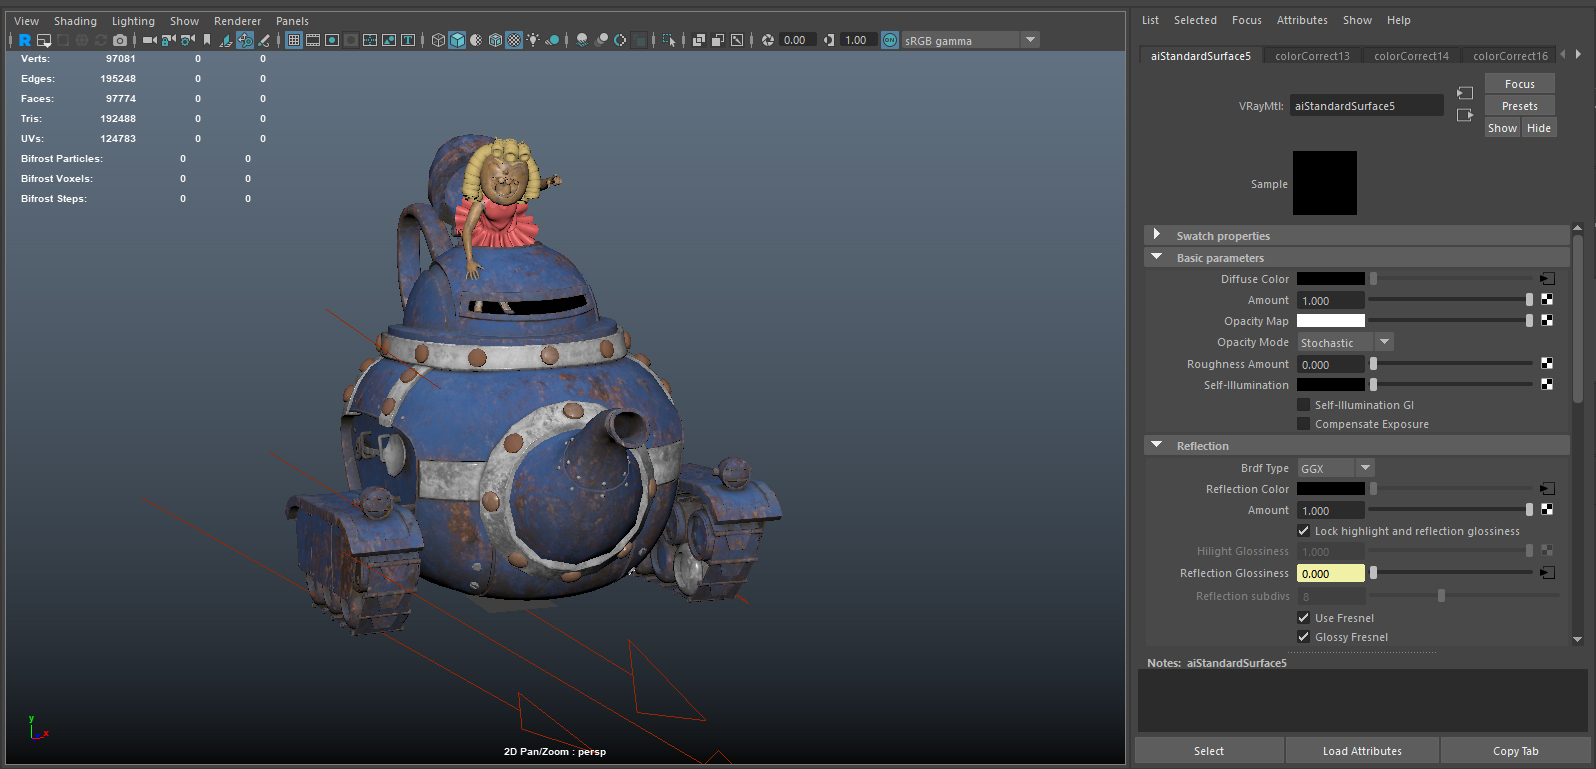 View Shading Lighting Show Renderer Panels
R 0.00 1.00 ON sRGB gamma
Verts: 97081 0 0
Edges: 195248 0 0
Faces: 97774 0 0
Tris: 192488 0 0
UVs: 124783 0 0
Bifrost Particles: 0 0
Bifrost Voxels: 0 0
Bifrost Steps: 0 0
y
x
2D Pan/Zoom : persp
List Selected Focus Attributes Show Help
aiStandardSurface5 colorCorrect13 colorCorrect14 colorCorrect16
Focus
VRayMtl: aiStandardSurface5 Presets
Show Hide
Sample
Swatch properties
Basic parameters
Diffuse Color
Amount 1.000
Opacity Map
Opacity Mode Stochastic
Roughness Amount 0.000
Self-Illumination
Self-Illumination GI
Compensate Exposure
Reflection
Brdf Type GGX
Reflection Color
Amount 1.000
Lock highlight and reflection glossiness
Hilight Glossiness 1.000
Reflection Glossiness 0.000
Reflection subdivs 8
Use Fresnel
Glossy Fresnel
Notes: aiStandardSurface5
Select Load Attributes Copy Tab